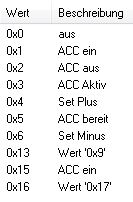 Wert Beschreibung
0x0 aus
0x1 ACC ein
0x2 ACC aus
0x3 ACC Aktiv
0x4 Set Plus
0x5 ACC bereit
0x6 Set Minus
0x13 Wert '0x9'
0x15 ACC ein
0x16 Wert '0x17'